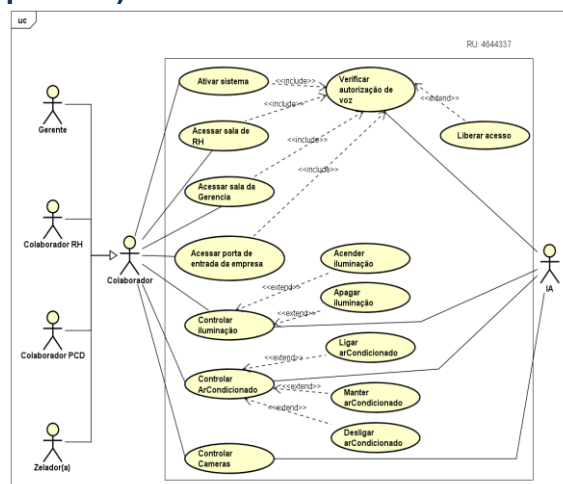 uc
RU: 4644337
Ativar sistema
<<include>>
Verificar
autorização de
voz
<<extend>>
Liberar acesso
<<include>>
Acessar sala de
RH
<<include>>
Acessar sala da
Gerencia
<<include>>
Acessar porta de
entrada da empresa
Gerente
Colaborador RH
Colaborador
Colaborador PCD
Zelador(a)
IA
Acender
iluminação
<<extend>>
Apagar
iluminação
<<extend>>
Controlar
iluminação
Ligar
arCondicionado
<<extend>>
Controlar
ArCondicionado
<<extend>>
Manter
arCondicionado
<<extend>>
Desligar
arCondicionado
Controlar
Cameras